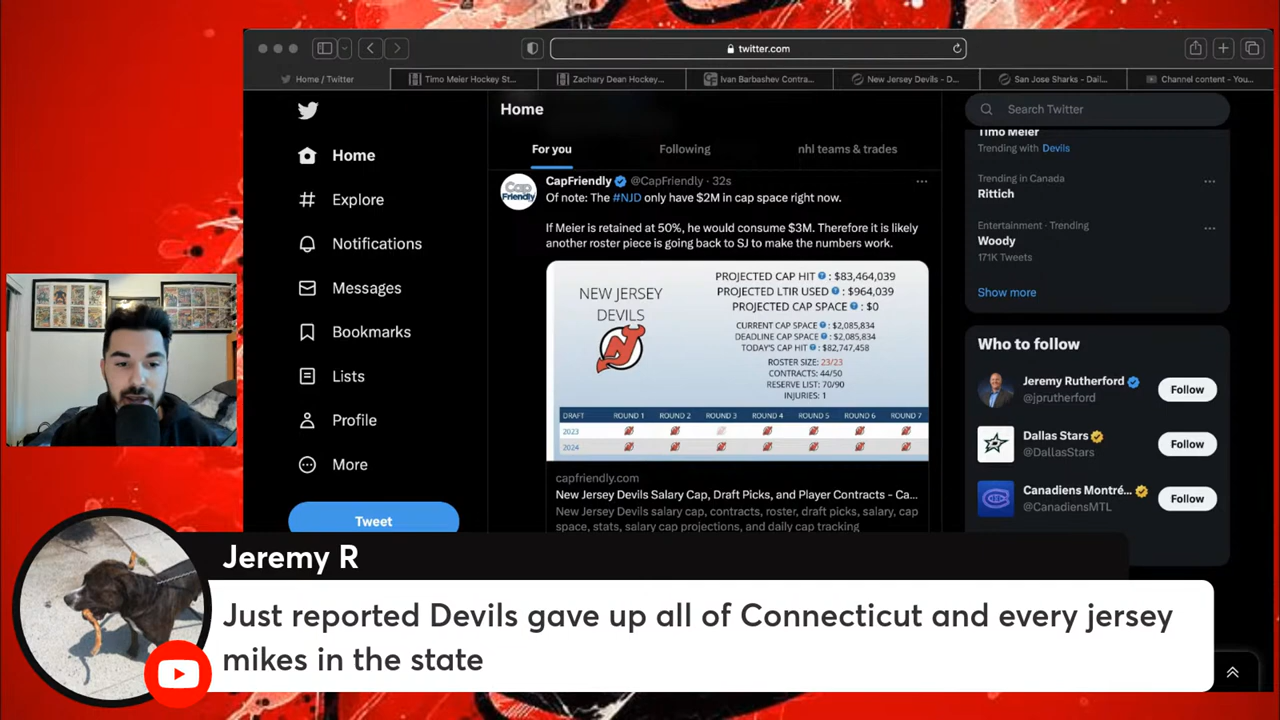 twitter.com
Home / Twitter
Timo Meier Hockey St...
Zachary Dean Hockey...
Ivan Barbashev Contra...
New Jersey Devils - D...
San Jose Sharks - Dall...
Channel content - You...
Home
Explore
Notifications
Messages
Bookmarks
Lists
Profile
More
Tweet
Home
For you
Following
nhl teams & trades
CapFriendly @CapFriendly · 32s
Of note: The #NJD only have $2M in cap space right now.
If Meier is retained at 50%, he would consume $3M. Therefore it is likely
another roster piece is going back to SJ to make the numbers work.
Cap
Friendly
NEW JERSEY
DEVILS
PROJECTED CAP HIT : $83,464,039
PROJECTED LTIR USED : $964,039
PROJECTED CAP SPACE : $0
CURRENT CAP SPACE : $2,085,834
DEADLINE CAP SPACE : $2,085,834
TODAY'S CAP HIT : $82,747,458
ROSTER SIZE: 23/23
CONTRACTS: 44/50
RESERVE LIST: 70/90
INJURIES: 1
DRAFT ROUND 1 ROUND 2 ROUND 3 ROUND 4 ROUND 5 ROUND 6 ROUND 7
2023
2024
capfriendly.com
New Jersey Devils Salary Cap, Draft Picks, and Player Contracts - Ca...
New Jersey Devils salary cap, contracts, roster, draft picks, salary, cap
space, stats, salary cap projections, and daily cap tracking
Search Twitter
Timo Meier
Trending with Devils
Trending in Canada
Rittich
Entertainment · Trending
Woody
171K Tweets
Show more
Who to follow
Jeremy Rutherford
@jprutherford
Follow
Dallas Stars
@DallasStars
Follow
Canadiens Montré...
@CanadiensMTL
Follow
Jeremy R
Just reported Devils gave up all of Connecticut and every jersey
mikes in the state